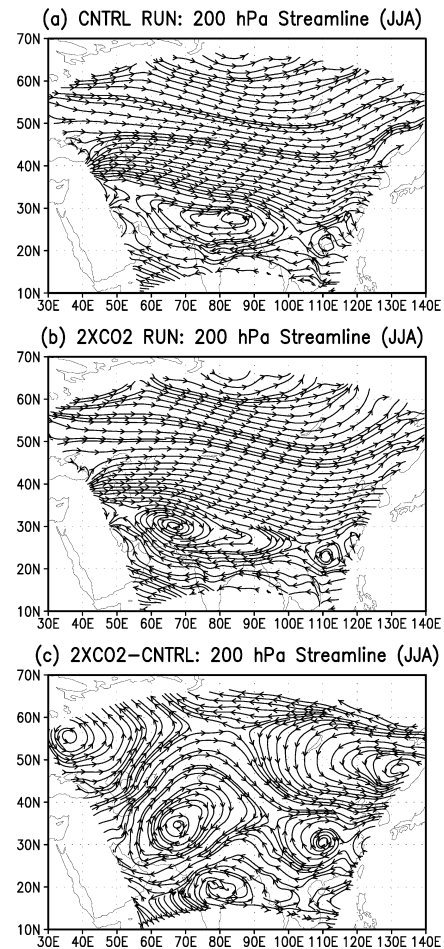 (a) CNTRL RUN: 200 hPa Streamline (JJA)
70N
60N
50N
40N
30N
20N
10N
30E 40E 50E 60E 70E 80E 90E 100E 110E 120E 130E 140E
(b) 2XCO2 RUN: 200 hPa Streamline (JJA)
70N
60N
50N
40N
30N
20N
10N
30E 40E 50E 60E 70E 80E 90E 100E 110E 120E 130E 140E
(c) 2XCO2-CNTRL: 200 hPa Streamline (JJA)
70N
60N
50N
40N
30N
20N
10N
30E 40E 50E 60E 70E 80E 90E 100E 110E 120E 130E 140E